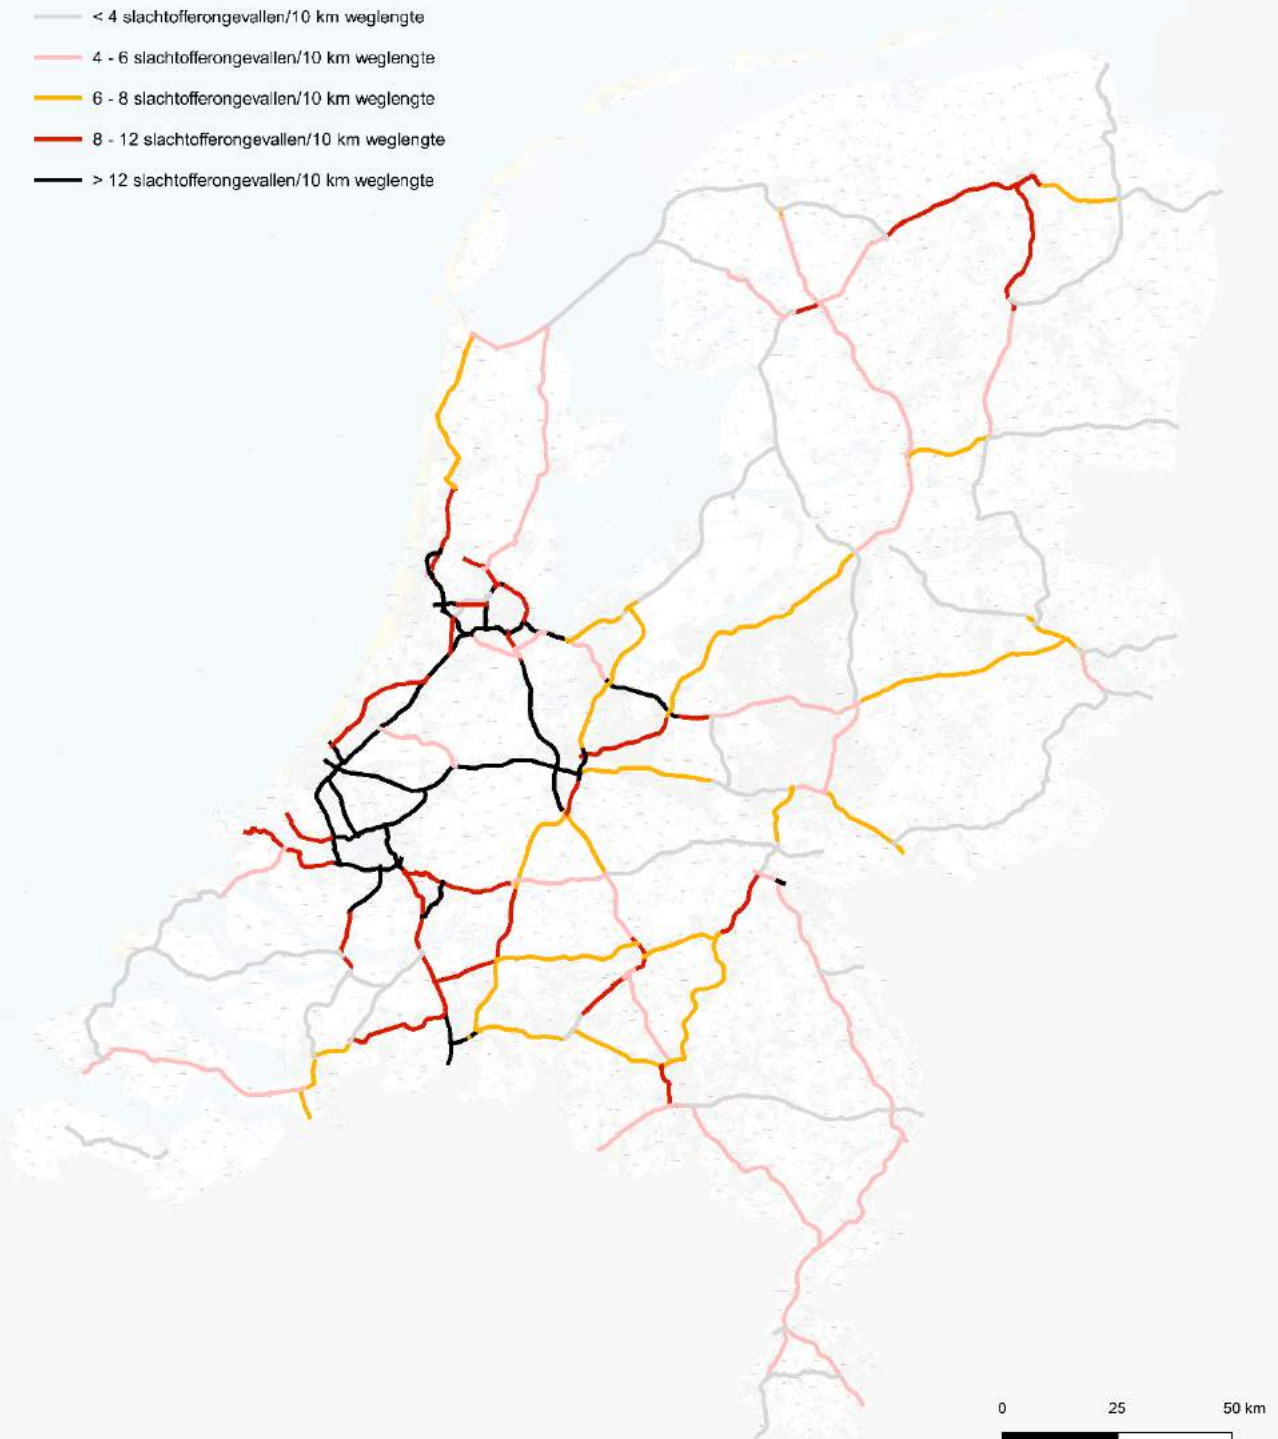 < 4 slachtofferongevallen/10 km weglengte
4 - 6 slachtofferongevallen/10 km weglengte
6 - 8 slachtofferongevallen/10 km weglengte
8 - 12 slachtofferongevallen/10 km weglengte
> 12 slachtofferongevallen/10 km weglengte
0 25 50 km